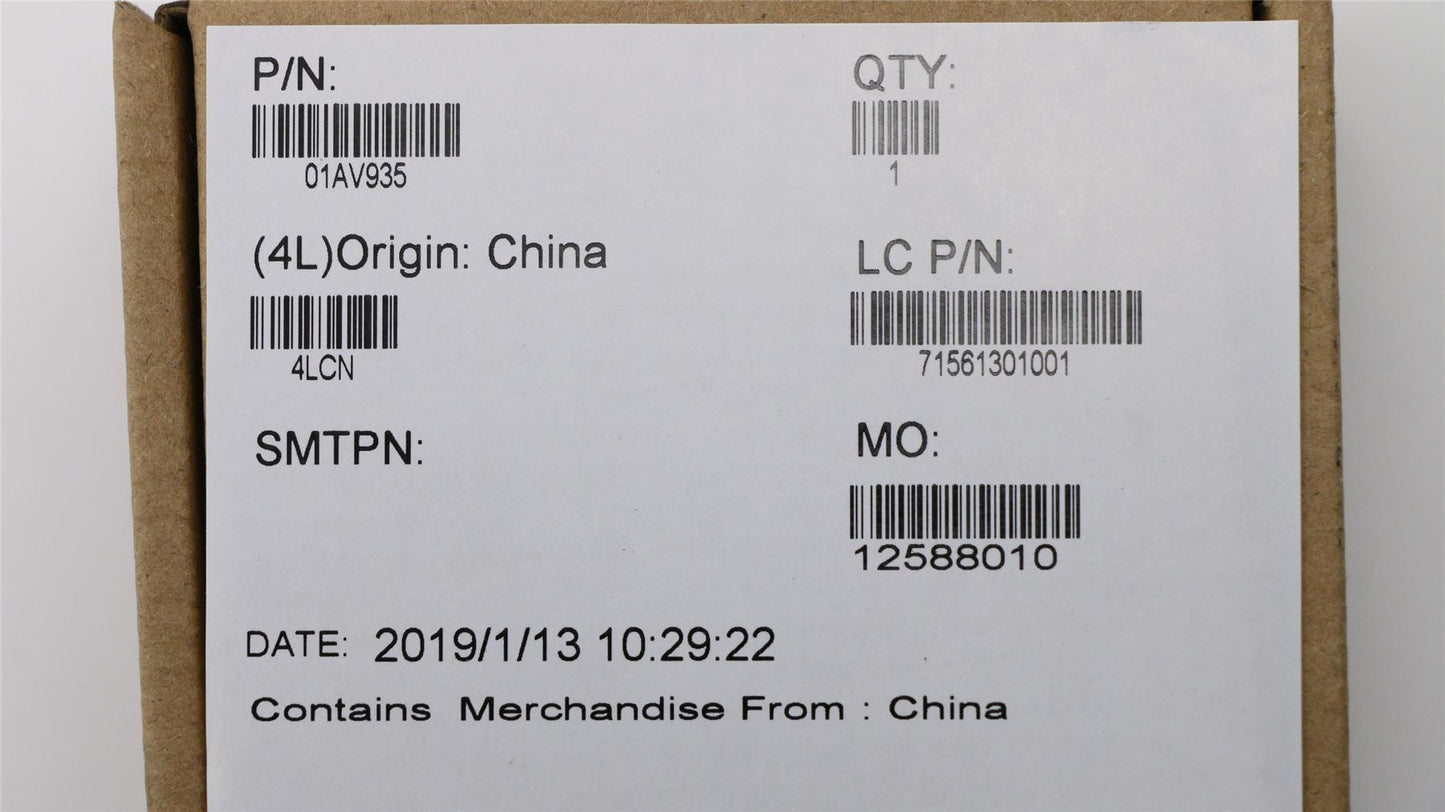 P/N:
01AV935
QTY:
1
(4L)Origin: China
4LCN
LC P/N:
71561301001
SMTPN:
MO:
12588010
DATE: 2019/1/13 10:29:22
Contains Merchandise From : China